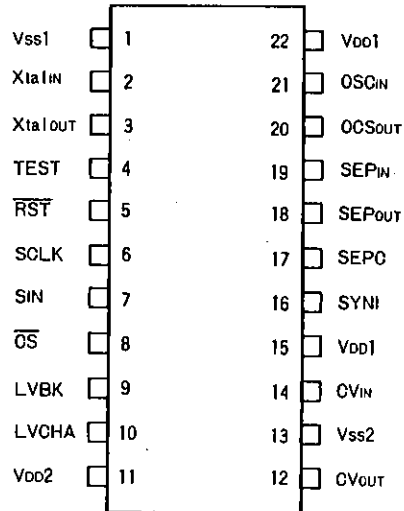 Vss1 1 22 VDD1
XtalIN 2 21 OSCIN
XtalOUT 3 20 OCSOUT
TEST 4 19 SEPIN
R̅S̅T̅ 5 18 SEPOUT
SCLK 6 17 SEPC
SIN 7 16 SYNI
C̅S̅ 8 15 VDD1
LVBK 9 14 CVIN
LVCHA 10 13 Vss2
VDD2 11 12 CVOUT